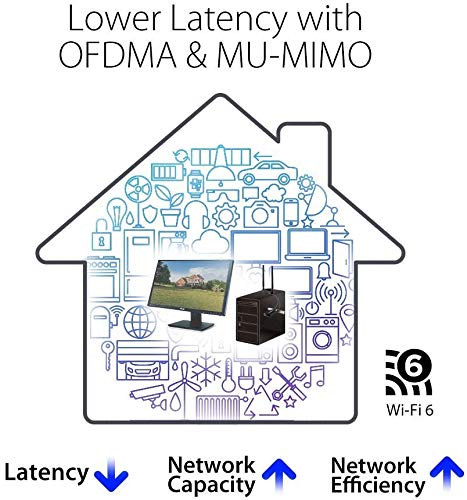 Lower Latency with
OFDMA & MU-MIMO
6
Wi-Fi 6
Latency
Network
Capacity
Network
Efficiency